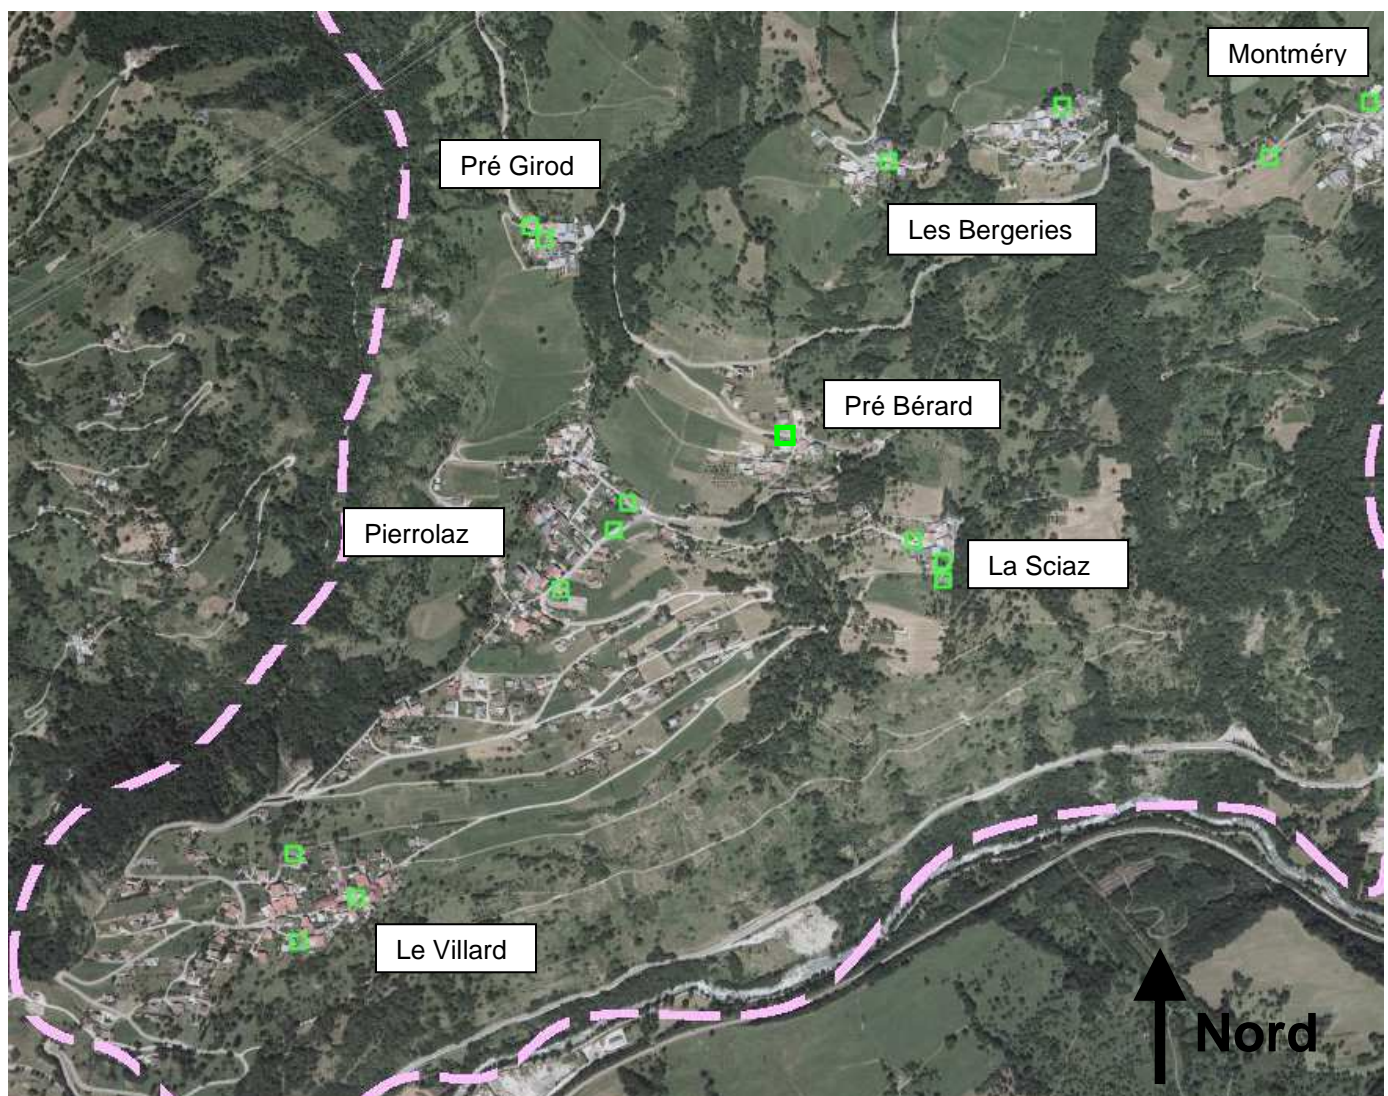 Montméry
Pré Girod
Les Bergeries
Pré Bérard
Pierrolaz
La Sciaz
Le Villard
Nord